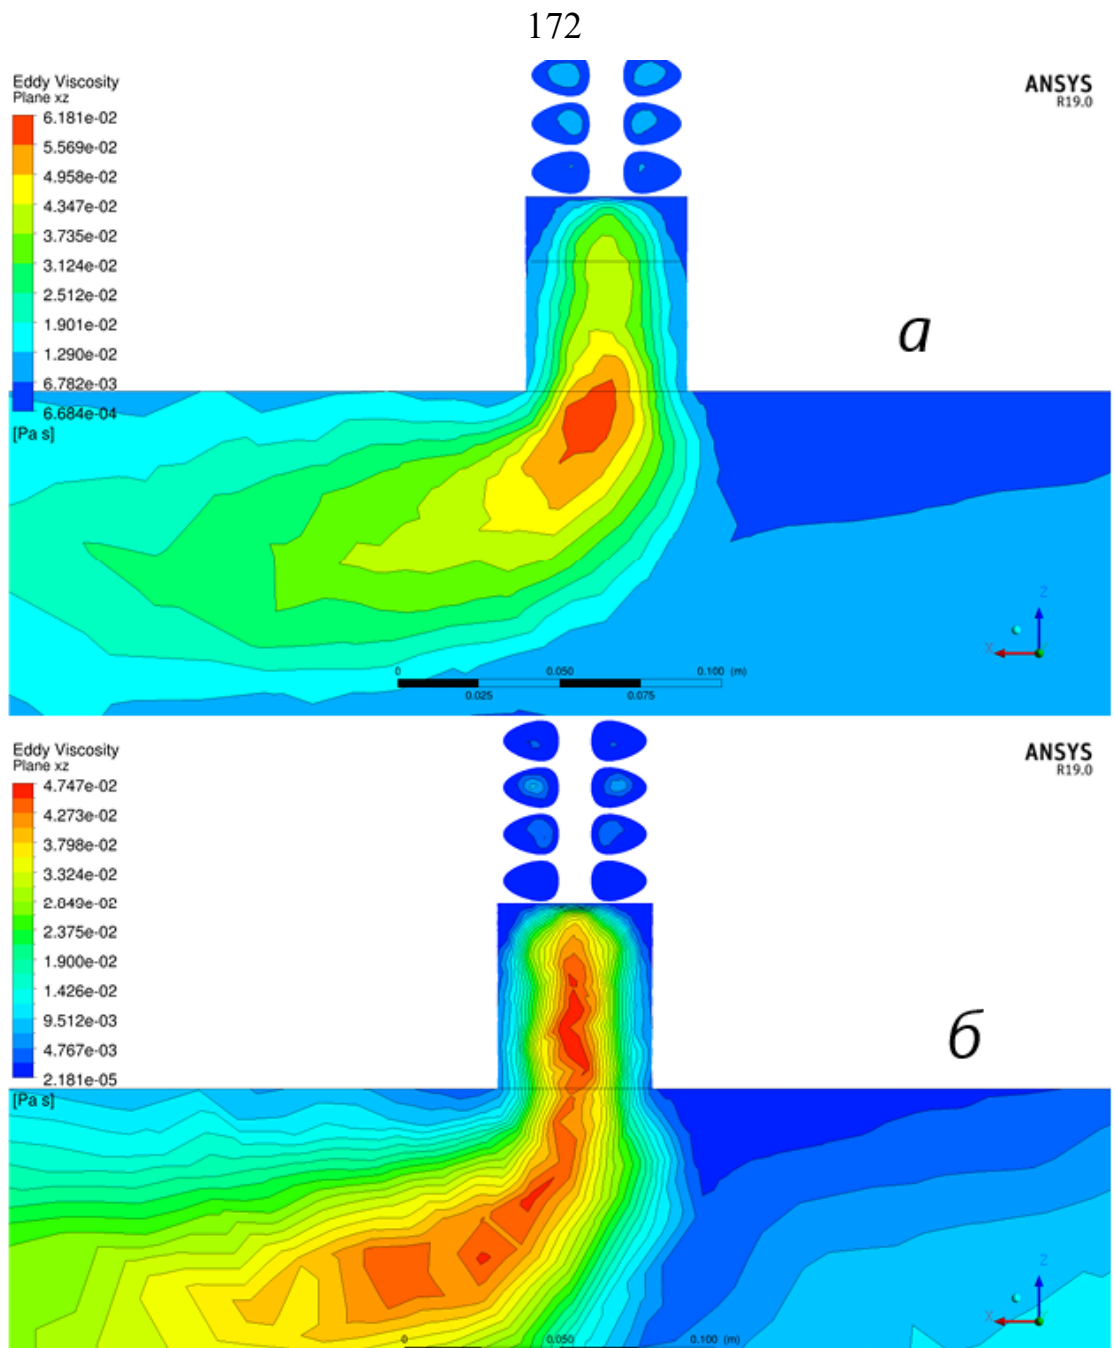 172
Eddy Viscosity
Plane xz
6.181e-02
5.569e-02
4.958e-02
4.347e-02
3.735e-02
3.124e-02
2.512e-02
1.901e-02
1.290e-02
6.782e-03
6.684e-04
[Pa s]
ANSYS
R19.0
а
Z
X
0 0.050 0.100 (m)
0.025 0.075
Eddy Viscosity
Plane xz
4.747e-02
4.273e-02
3.798e-02
3.324e-02
2.849e-02
2.375e-02
1.900e-02
1.426e-02
9.512e-03
4.767e-03
2.181e-05
[Pa s]
ANSYS
R19.0
б
Z
X
0 0.050 0.100 (m)